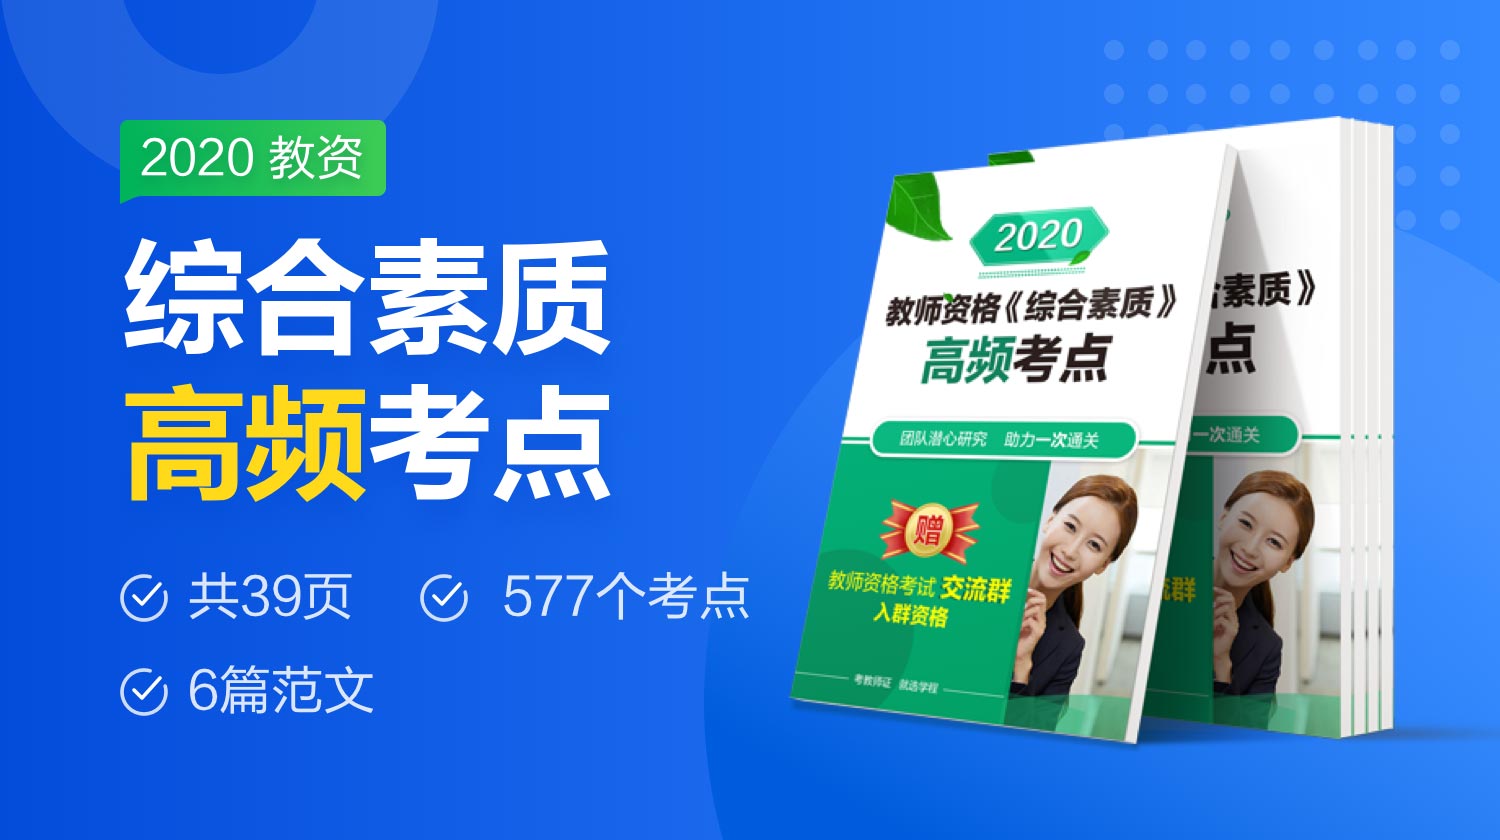 2020 教资
综合素质
高频考点
共39页
577个考点
6篇范文
2020
教师资格《综合素质》
高频考点
团队潜心研究 助力一次通关
赠
教师资格考试 交流群
入群资格
考教师证 就选学程
合素质》
点
一次通关
流群